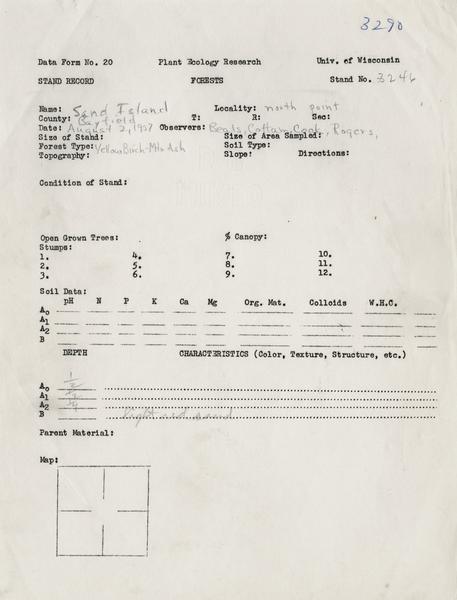 3290
Data Form No. 20 Plant Ecology Research Univ. of Wisconsin
STAND RECORD FORESTS Stand No. 3246
Name: Sand Island Locality: north point
County: Bayfield T: R: Sec:
Date: August 2, 1957 Observers: Beals, Cottam, Cook, Rogers,
Size of Stand: Size of Area Sampled:
Forest Type: Yellow Birch-Mtn Ash Soil Type:
Topography: Slope: Directions:
Condition of Stand:
Open Grown Trees: % Canopy:
Stumps:
1. 4. 7. 10.
2. 5. 8. 11.
3. 6. 9. 12.
Soil Data:
pH N P K Ca Mg Org. Mat. Colloids W.H.C.
A0
A1
A2
B
DEPTH CHARACTERISTICS (Color, Texture, Structure, etc.)
A0
A1
A2
B light red sand
Parent Material:
Map: